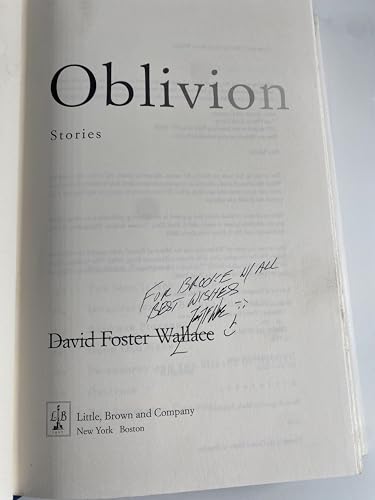 Oblivion
Stories
FOR BROOKE W/ ALL
BEST WISHES
David Foster Wallace
LB
Little, Brown and Company
New York Boston